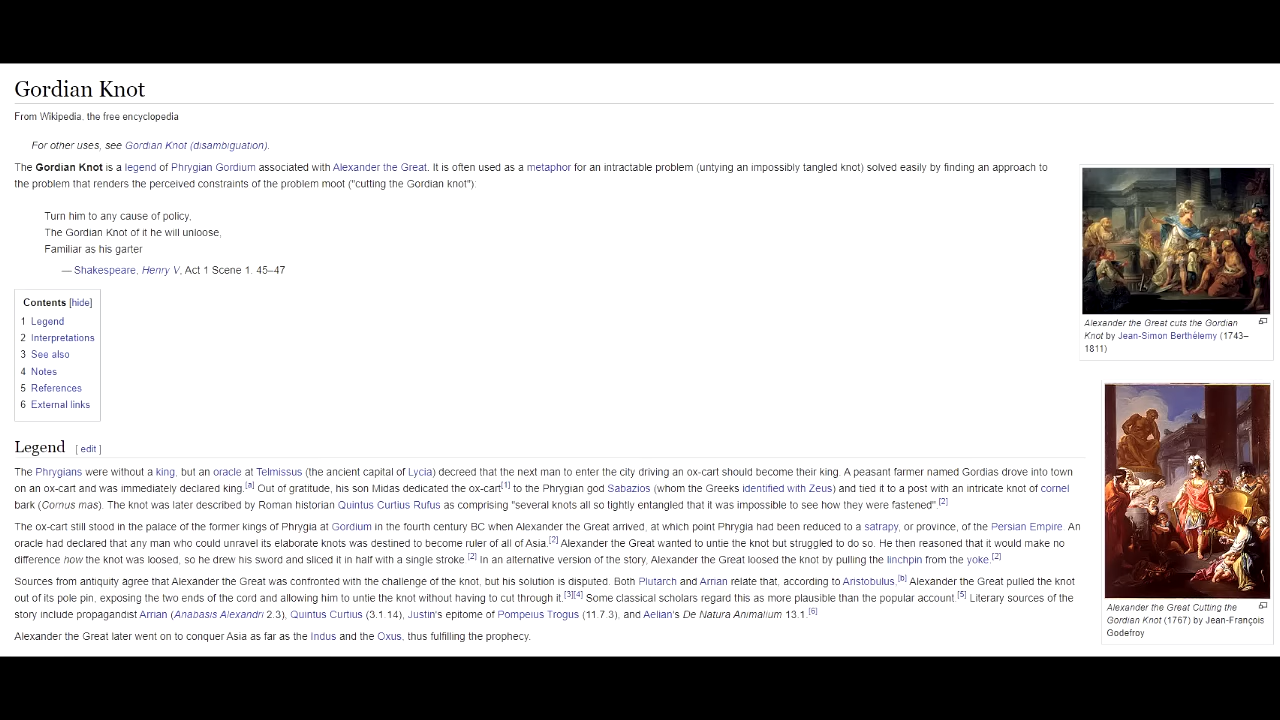 Gordian Knot
From Wikipedia, the free encyclopedia
For other uses, see Gordian Knot (disambiguation).
The Gordian Knot is a legend of Phrygian Gordium associated with Alexander the Great. It is often used as a metaphor for an intractable problem (untying an impossibly tangled knot) solved easily by finding an approach to
the problem that renders the perceived constraints of the problem moot ("cutting the Gordian knot"):
Turn him to any cause of policy,
The Gordian Knot of it he will unloose,
Familiar as his garter
— Shakespeare, Henry V, Act 1 Scene 1. 45–47
Contents [hide]
1 Legend
2 Interpretations
3 See also
4 Notes
5 References
6 External links
Alexander the Great cuts the Gordian
Knot by Jean-Simon Berthélemy (1743–
1811)
Legend [ edit ]
The Phrygians were without a king, but an oracle at Telmissus (the ancient capital of Lycia) decreed that the next man to enter the city driving an ox-cart should become their king. A peasant farmer named Gordias drove into town
on an ox-cart and was immediately declared king.[a] Out of gratitude, his son Midas dedicated the ox-cart[1] to the Phrygian god Sabazios (whom the Greeks identified with Zeus) and tied it to a post with an intricate knot of cornel
bark (Cornus mas). The knot was later described by Roman historian Quintus Curtius Rufus as comprising "several knots all so tightly entangled that it was impossible to see how they were fastened".[2]
The ox-cart still stood in the palace of the former kings of Phrygia at Gordium in the fourth century BC when Alexander the Great arrived, at which point Phrygia had been reduced to a satrapy, or province, of the Persian Empire. An
oracle had declared that any man who could unravel its elaborate knots was destined to become ruler of all of Asia.[2] Alexander the Great wanted to untie the knot but struggled to do so. He then reasoned that it would make no
difference how the knot was loosed, so he drew his sword and sliced it in half with a single stroke.[2] In an alternative version of the story, Alexander the Great loosed the knot by pulling the linchpin from the yoke.[2]
Sources from antiquity agree that Alexander the Great was confronted with the challenge of the knot, but his solution is disputed. Both Plutarch and Arrian relate that, according to Aristobulus,[b] Alexander the Great pulled the knot
out of its pole pin, exposing the two ends of the cord and allowing him to untie the knot without having to cut through it.[3][4] Some classical scholars regard this as more plausible than the popular account.[5] Literary sources of the
story include propagandist Arrian (Anabasis Alexandri 2.3), Quintus Curtius (3.1.14), Justin's epitome of Pompeius Trogus (11.7.3), and Aelian's De Natura Animalium 13.1.[6]
Alexander the Great later went on to conquer Asia as far as the Indus and the Oxus, thus fulfilling the prophecy.
Alexander the Great Cutting the
Gordian Knot (1767) by Jean-François
Godefroy